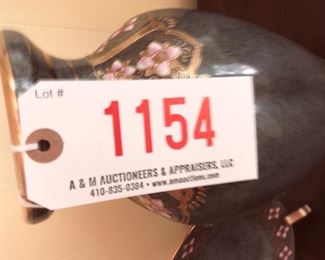 Lot #
1154
A & M AUCTIONEERS & APPRAISERS, LLC
410-835-0384 • www.amauctions.com